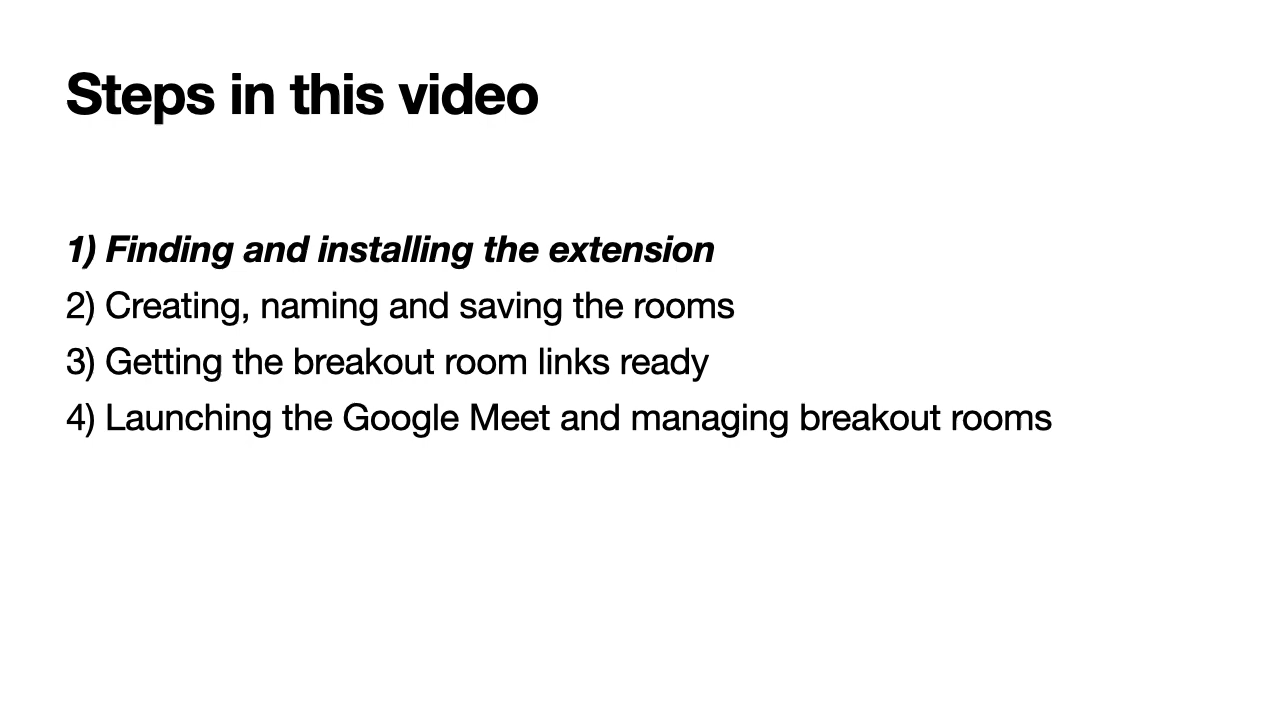 Steps in this video
1) Finding and installing the extension
2) Creating, naming and saving the rooms
3) Getting the breakout room links ready
4) Launching the Google Meet and managing breakout rooms